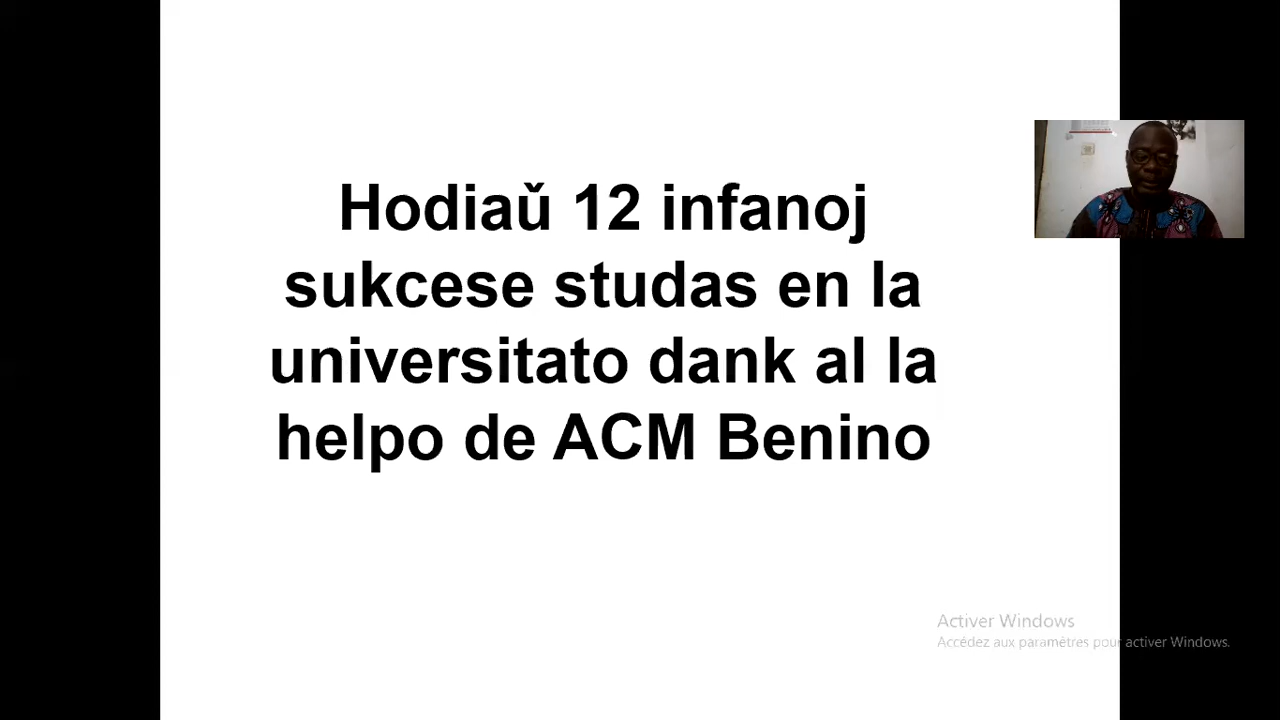 Hodiaǔ 12 infanoj
sukcese studas en la
universitato dank al la
helpo de ACM Benino
Activer Windows
Accédez aux paramètres pour activer Windows.